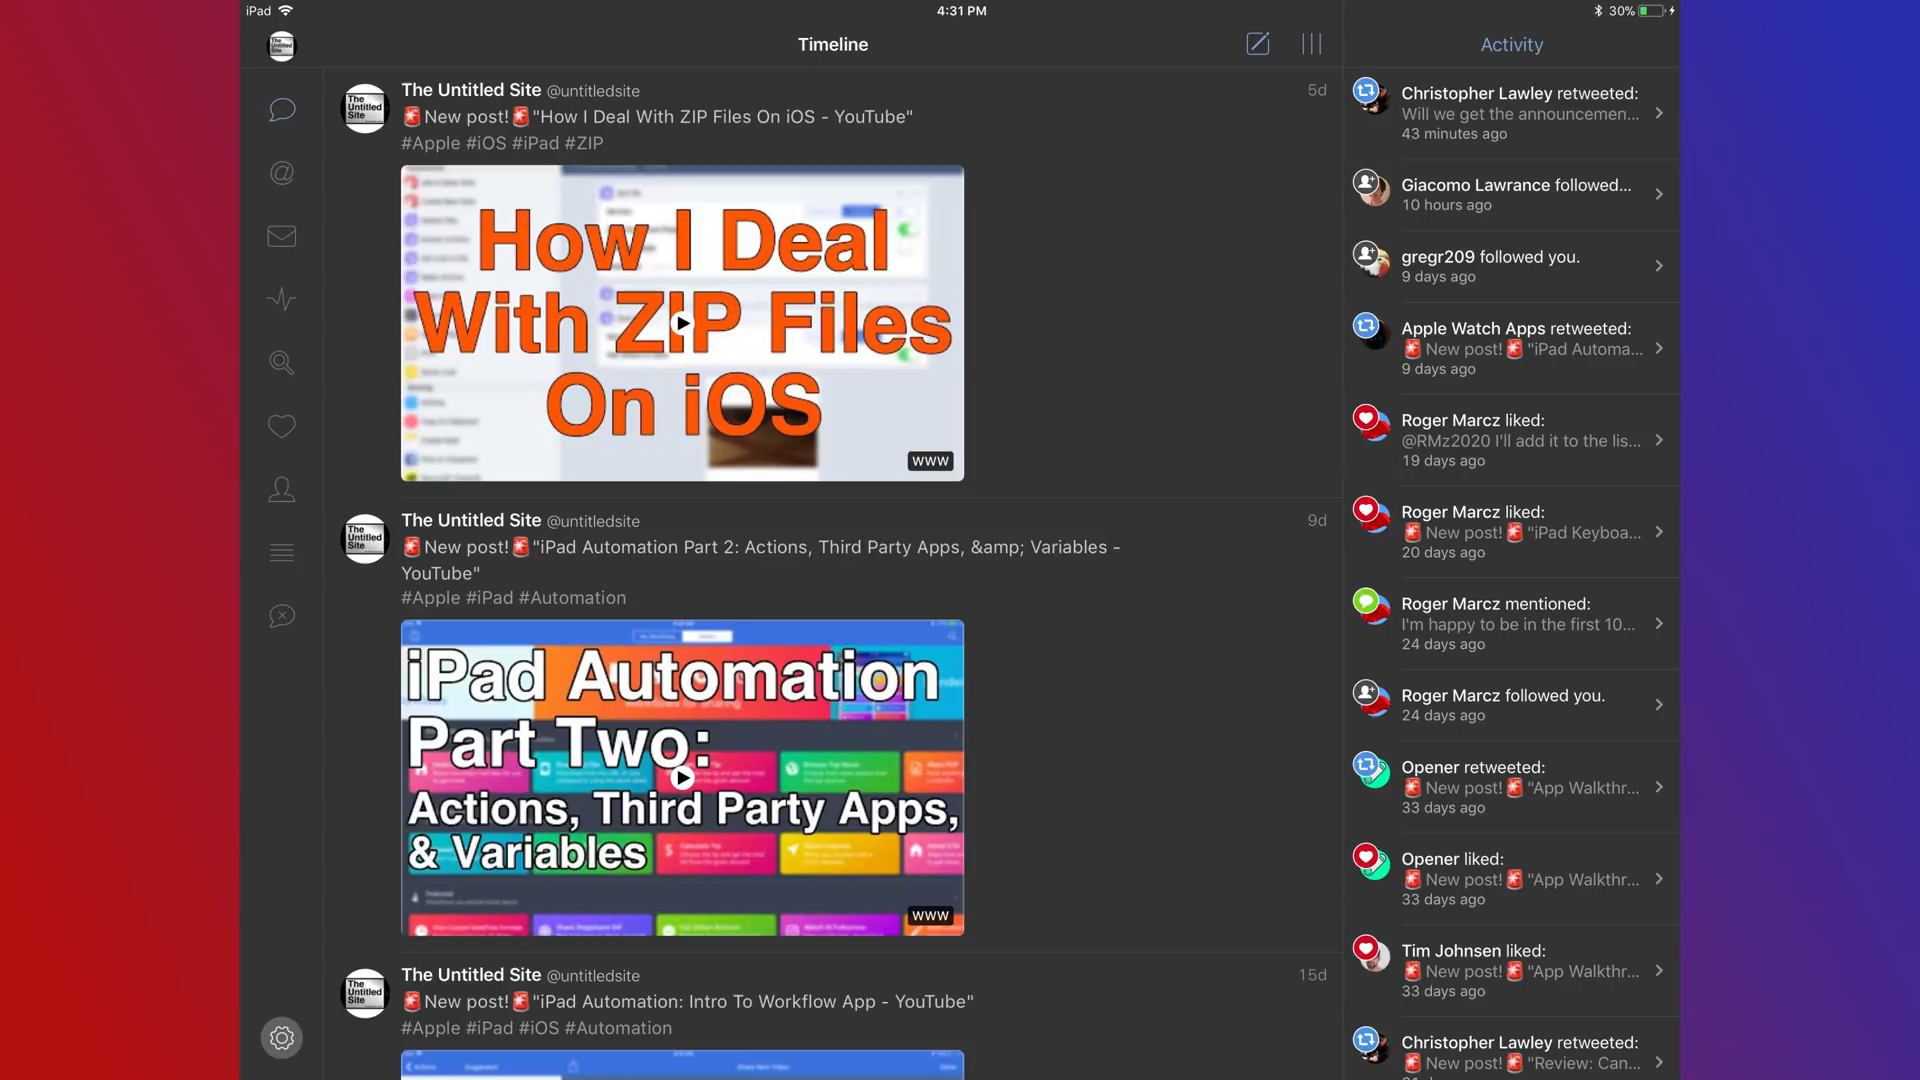 iPad
4:31 PM
30%
The Untitled Site
Timeline
Activity
The Untitled Site @untitledsite
5d
🚨New post!🚨"How I Deal With ZIP Files On iOS - YouTube"
#Apple #iOS #iPad #ZIP
How I Deal
With ZIP Files
On iOS
WWW
The Untitled Site @untitledsite
9d
🚨New post!🚨"iPad Automation Part 2: Actions, Third Party Apps, &amp; Variables -
YouTube"
#Apple #iPad #Automation
iPad Automation
Part Two:
Actions, Third Party Apps,
& Variables
WWW
The Untitled Site @untitledsite
15d
🚨New post!🚨"iPad Automation: Intro To Workflow App - YouTube"
#Apple #iPad #iOS #Automation
Christopher Lawley retweeted:
Will we get the announcemen...
43 minutes ago
Giacomo Lawrance followed...
10 hours ago
gregr209 followed you.
9 days ago
Apple Watch Apps retweeted:
🚨 New post! 🚨 "iPad Automa...
9 days ago
Roger Marcz liked:
@RMz2020 I'll add it to the lis...
19 days ago
Roger Marcz liked:
🚨 New post! 🚨 "iPad Keyboa...
20 days ago
Roger Marcz mentioned:
I'm happy to be in the first 10...
24 days ago
Roger Marcz followed you.
24 days ago
Opener retweeted:
🚨 New post! 🚨 "App Walkthr...
33 days ago
Opener liked:
🚨 New post! 🚨 "App Walkthr...
33 days ago
Tim Johnsen liked:
🚨 New post! 🚨 "App Walkthr...
33 days ago
Christopher Lawley retweeted:
🚨 New post! 🚨 "Review: Can...